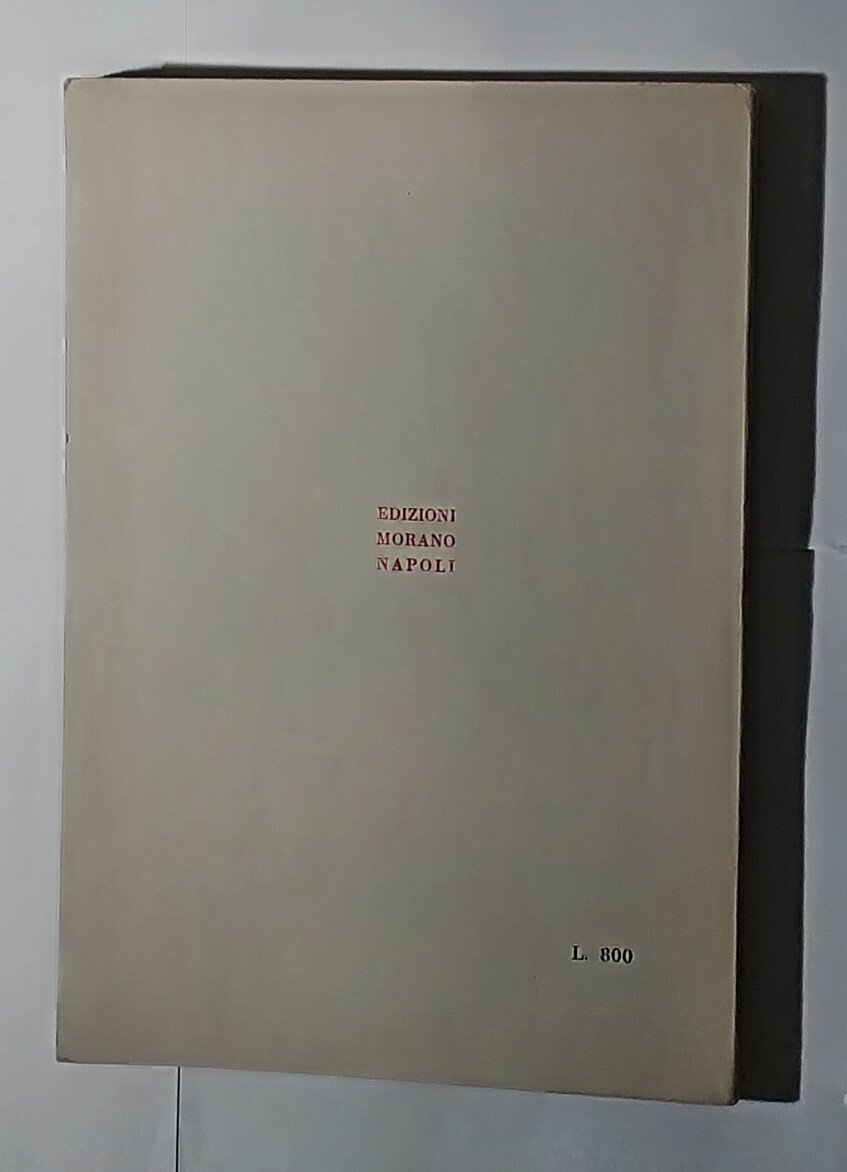 EDIZIONI
MORANO
NAPOLI
L. 800